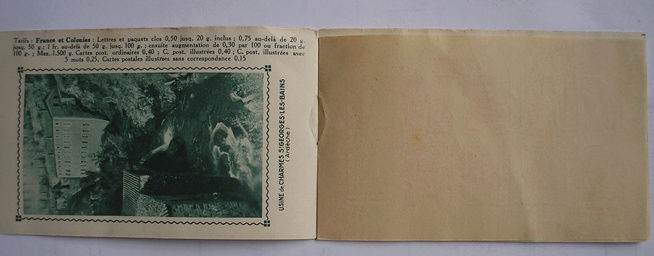 Tarifs : France et Colonies : Lettres et paquets clos 0,50 jusq. 20 g. inclus ; 0,75 au-delà de 20 g.
jusq. 50 g. ; 1 fr. au-delà de 50 g. jusq. 100 g. ; ensuite augmentation de 0,30 par 100 ou fraction de
100 g. ; Max. 1.500 g. Cartes post. ordinaires 0,40 ; C. post. illustrées 0,40 ; C. post. illustrées avec
5 mots 0,25. Cartes postales illustrées sans correspondance 0,15
USINE de CHARMES St GEORGES-LES-BAINS
(Ardèche)